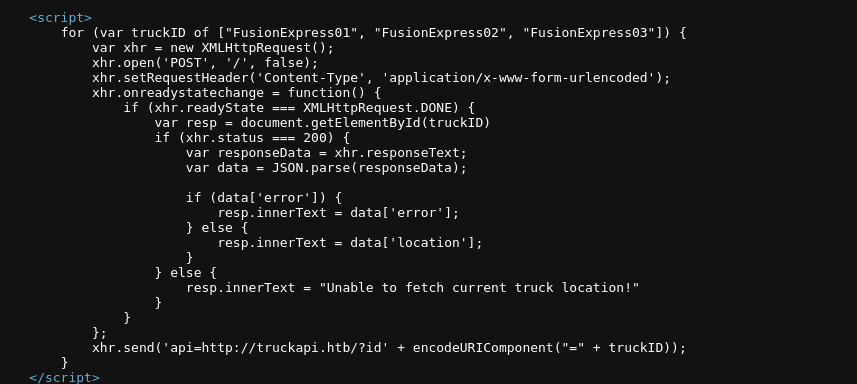 <script>
    for (var truckID of ["FusionExpress01", "FusionExpress02", "FusionExpress03"]) {
        var xhr = new XMLHttpRequest();
        xhr.open('POST', '/', false);
        xhr.setRequestHeader('Content-Type', 'application/x-www-form-urlencoded');
        xhr.onreadystatechange = function() {
            if (xhr.readyState === XMLHttpRequest.DONE) {
                var resp = document.getElementById(truckID)
                if (xhr.status === 200) {
                    var responseData = xhr.responseText;
                    var data = JSON.parse(responseData);

                    if (data['error']) {
                        resp.innerText = data['error'];
                    } else {
                        resp.innerText = data['location'];
                    }
                } else {
                    resp.innerText = "Unable to fetch current truck location!"
                }
            }
        };
        xhr.send('api=http://truckapi.htb/?id' + encodeURIComponent("=" + truckID));
    }
</script>